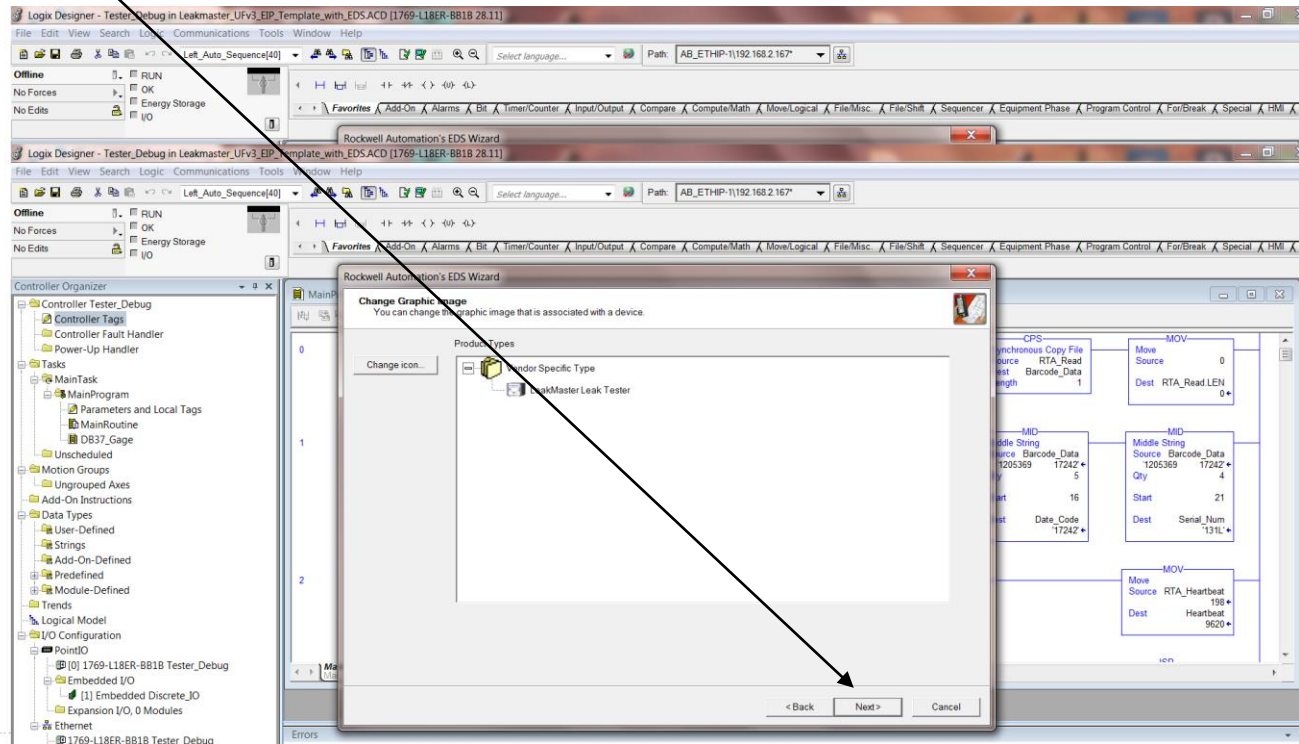 Logix Designer - Tester_Debug in Leakmaster_UFv3_EIP_Template_with_EDS.ACD [1769-L18ER-BB1B 28.11]
File Edit View Search Logic Communications Tools Window Help
Left_Auto_Sequence[40] Select language... Path: AB_ETHIP-1\192.168.2.167*
Offline RUN
No Forces OK
No Edits Energy Storage
I/O
Favorites Add-On Alarms Bit Timer/Counter Input/Output Compare Compute/Math Move/Logical File/Misc. File/Shift Sequencer Equipment Phase Program Control For/Break Special HMI
Rockwell Automation's EDS Wizard
Logix Designer - Tester_Debug in Leakmaster_UFv3_EIP_Template_with_EDS.ACD [1769-L18ER-BB1B 28.11]
File Edit View Search Logic Communications Tools Window Help
Left_Auto_Sequence[40] Select language... Path: AB_ETHIP-1\192.168.2.167*
Offline RUN
No Forces OK
No Edits Energy Storage
I/O
Favorites Add-On Alarms Bit Timer/Counter Input/Output Compare Compute/Math Move/Logical File/Misc. File/Shift Sequencer Equipment Phase Program Control For/Break Special HMI
Controller Organizer
Controller Tester_Debug
Controller Tags
Controller Fault Handler
Power-Up Handler
Tasks
MainTask
MainProgram
Parameters and Local Tags
MainRoutine
DB37_Gage
Unscheduled
Motion Groups
Ungrouped Axes
Add-On Instructions
Data Types
User-Defined
Strings
Add-On-Defined
Predefined
Module-Defined
Trends
Logical Model
I/O Configuration
PointIO
[0] 1769-L18ER-BB1B Tester_Debug
Embedded I/O
[1] Embedded Discrete_IO
Expansion I/O, 0 Modules
Ethernet
1769-L18ER-BB1B Tester_Debug
MainP
0
1
2
Rockwell Automation's EDS Wizard
Change Graphic Image
You can change the graphic image that is associated with a device.
Product Types
Change icon...
Vendor Specific Type
LeakMaster Leak Tester
<Back Next> Cancel
CPS
ynchronous Copy File
ource RTA_Read
est Barcode_Data
ength 1
MOV
Move
Source 0
Dest RTA_Read.LEN
0
MID
iddle String
ource Barcode_Data
'1205369 17242'
y 5
art 16
est Date_Code
'17242'
MID
Middle String
Source Barcode_Data
'1205369 17242'
Qty 4
Start 21
Dest Serial_Num
'131L'
MOV
Move
Source RTA_Heartbeat
198
Dest Heartbeat
9620
Ma
Errors